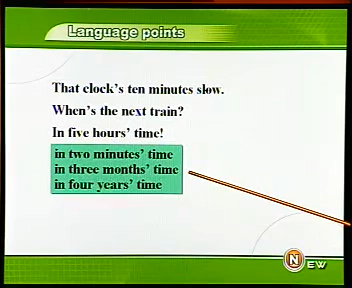 Language points
That clock's ten minutes slow.
When's the next train?
In five hours' time!
in two minutes' time
in three months' time
in four years' time
NEW